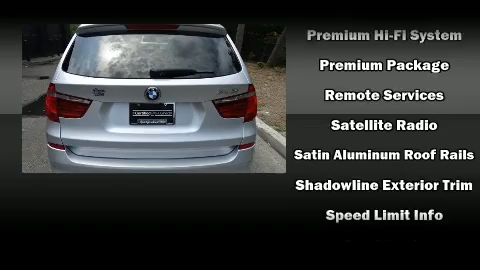 Premium Hi-Fi System
Premium Package
Remote Services
Satellite Radio
Satin Aluminum Roof Rails
Shadowline Exterior Trim
Speed Limit Info